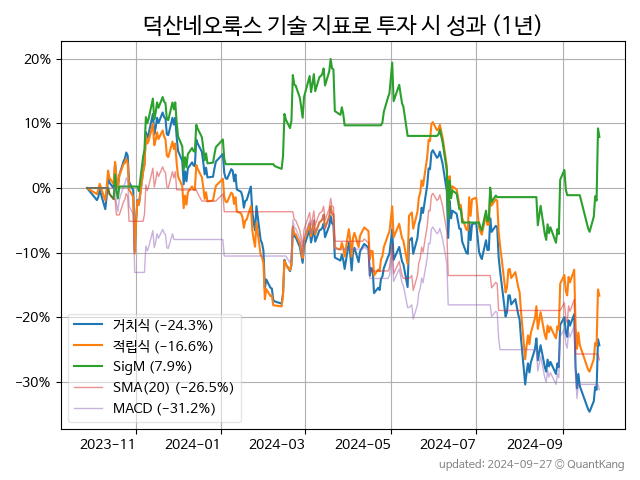 덕산네오룩스 기술 지표로 투자 시 성과 (1년)
20%
10%
0%
−10%
−20%
−30%
거치식 (−24.3%)
적립식 (−16.6%)
SigM (7.9%)
SMA(20) (−26.5%)
MACD (−31.2%)
2023-11
2024-01
2024-03
2024-05
2024-07
2024-09
updated: 2024-09-27 © QuantKang